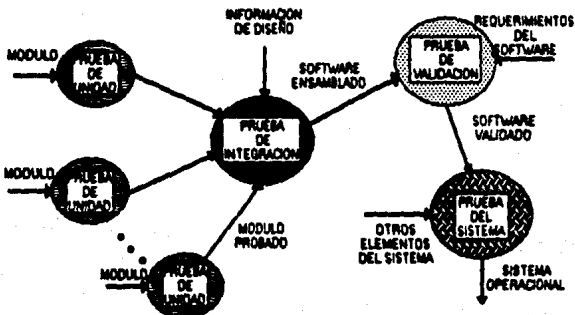 INFORMACION
DE DISEÑO
REQUERIMIENTOS
DEL
SOFTWARE
MODULO
PRUEBA
DE
UNIDAD
SOFTWARE
ENSAMBLADO
PRUEBA
DE
VALIDACION
PRUEBA
DE
INTEGRACION
SOFTWARE
VALIDADO
MODULO
PRUEBA
DE
UNIDAD
MODULO
PROBADO
OTROS
ELEMENTOS
DEL SISTEMA
PRUEBA
DEL
SISTEMA
MODULO
PRUEBA
DE
UNIDAD
SISTEMA
OPERACIONAL